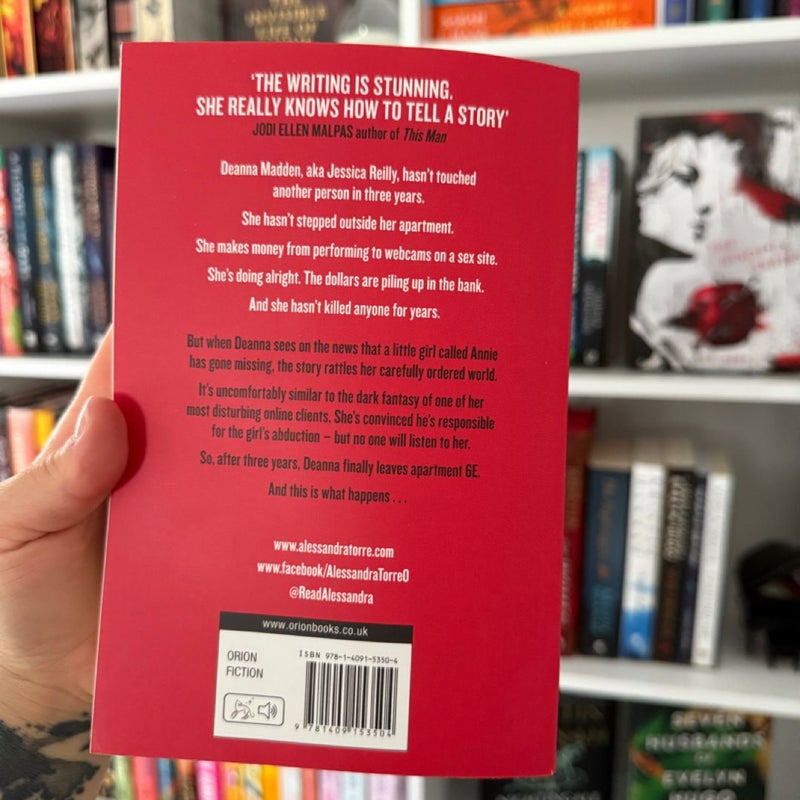 'THE WRITING IS STUNNING.
SHE REALLY KNOWS HOW TO TELL A STORY'
JODI ELLEN MALPAS author of This Man
Deanna Madden, aka Jessica Reilly, hasn't touched
another person in three years.
She hasn't stepped outside her apartment.
She makes money from performing to webcams on a sex site.
She's doing alright. The dollars are piling up in the bank.
And she hasn't killed anyone for years.
But when Deanna sees on the news that a little girl called Annie
has gone missing, the story rattles her carefully ordered world.
It's uncomfortably similar to the dark fantasy of one of her
most disturbing online clients. She's convinced he's responsible
for the girl's abduction – but no one will listen to her.
So, after three years, Deanna finally leaves apartment 6E.
And this is what happens . . .
www.alessandratorre.com
www.facebook/AlessandraTorre0
@ReadAlessandra
www.orionbooks.co.uk
ORION
FICTION
ISBN 978-1-4091-5350-4
9 781409 153504
THE
INVISIBLE
LIFE OF
SEVEN
HUSBANDS
OF
EVELYN
HUGO